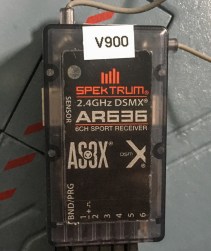 V900
SPEKTRUM
2.4GHz DSMX®
AR636
6CH SPORT RECEIVER
SENSOR
AS3X®
DSM X®
BND/PRG
1 2 3 4 5 6